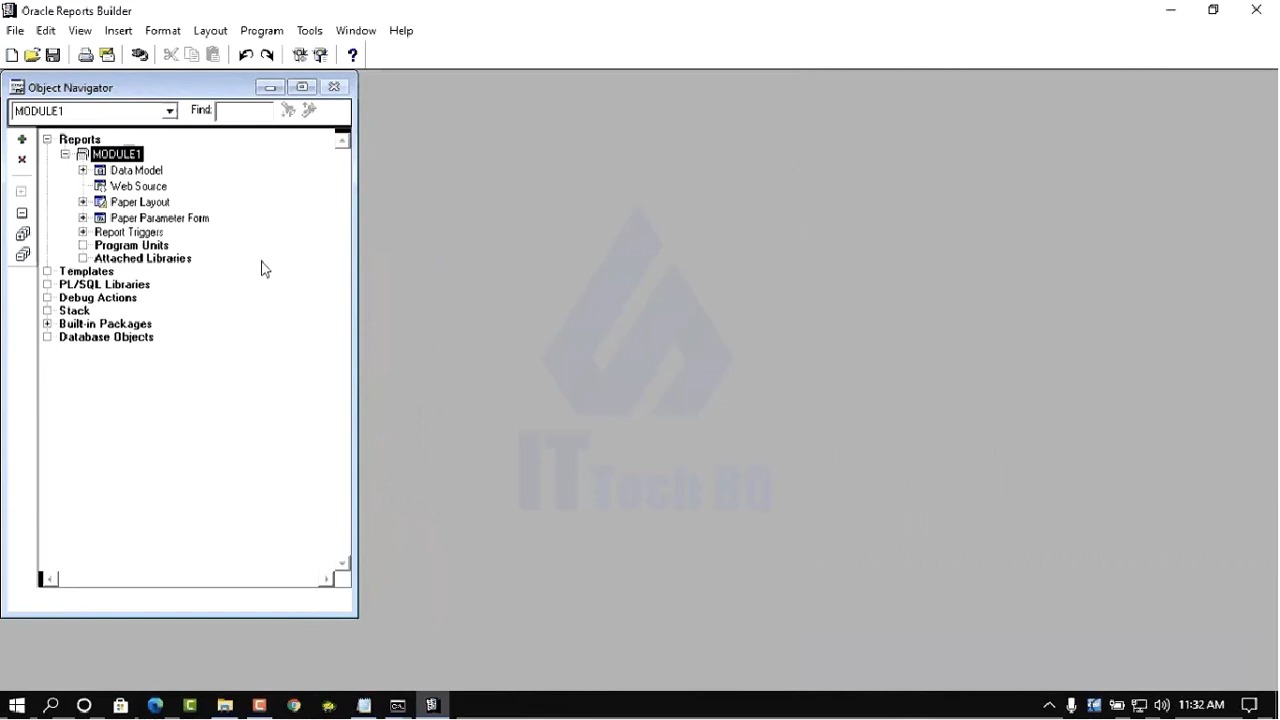 Oracle Reports Builder
File Edit View Insert Format Layout Program Tools Window Help
Object Navigator
MODULE1 Find:
Reports
MODULE1
Data Model
Web Source
Paper Layout
Paper Parameter Form
Report Triggers
Program Units
Attached Libraries
Templates
PL/SQL Libraries
Debug Actions
Stack
Built-in Packages
Database Objects
IT Tech BQ
11:32 AM